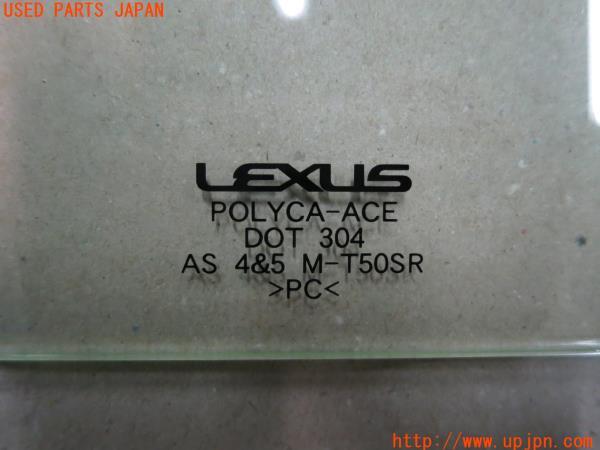 USED PARTS JAPAN
LEXUS
POLYCA-ACE
DOT 304
AS 4&5 M-T50SR
>PC<
http://www.upjpn.com